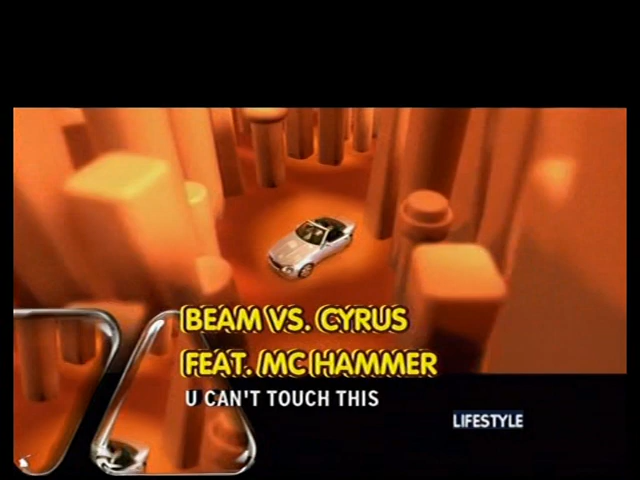 BEAM VS. CYRUS
FEAT. MC HAMMER
U CAN'T TOUCH THIS
LIFESTYLE